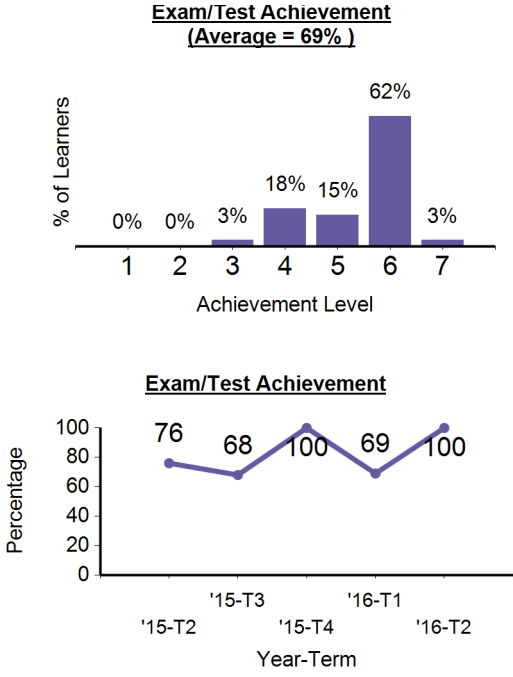 Exam/Test Achievement
(Average = 69% )
% of Learners
0%
0%
3%
18%
15%
62%
3%
1 2 3 4 5 6 7
Achievement Level
Exam/Test Achievement
Percentage
100
80
60
40
20
0
76
68
100
69
100
'15-T3 '16-T1
'15-T2 '15-T4 '16-T2
Year-Term